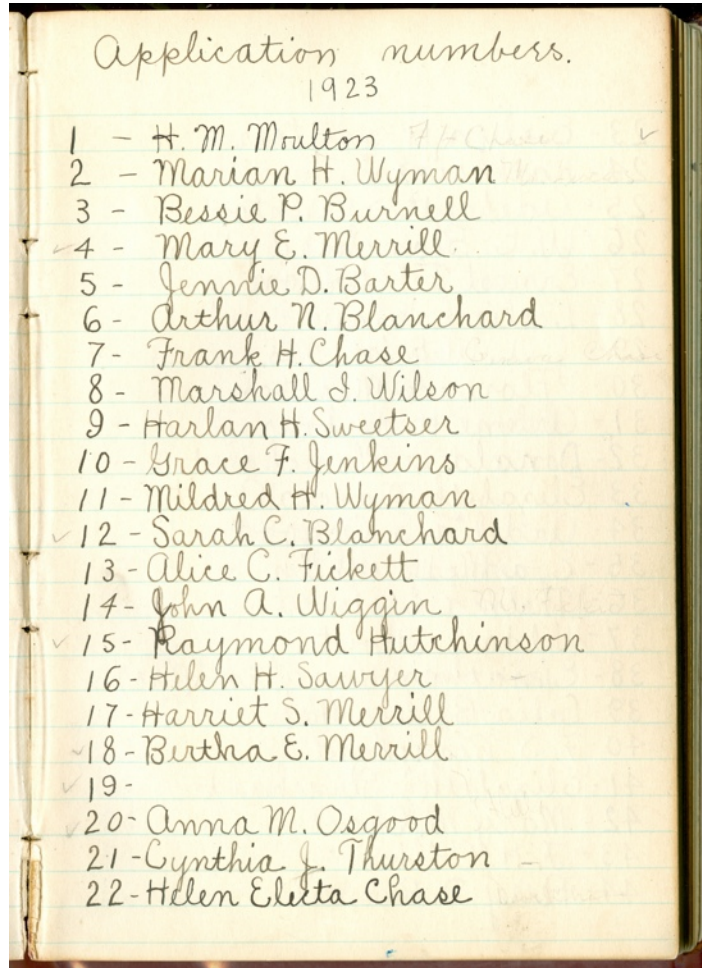 Application numbers.
1923
1 - H. M. Moulton
2 - Marian H. Wyman
3 - Bessie P. Burnell
4 - Mary E. Merrill.
5 - Jennie D. Barter
6 - Arthur N. Blanchard
7 - Frank H. Chase
8 - Marshall I. Wilson
9 - Harlan H. Sweetser
10 - Grace F. Jenkins
11 - Mildred H. Wyman
12 - Sarah C. Blanchard
13 - Alice C. Fickett
14 - John A. Wiggin
15 - Raymond Hutchinson
16 - Helen H. Sawyer
17 - Harriet S. Merrill
18 - Bertha E. Merrill
19 -
20 - Anna M. Osgood
21 - Cynthia J. Thurston
22 - Helen Electa Chase